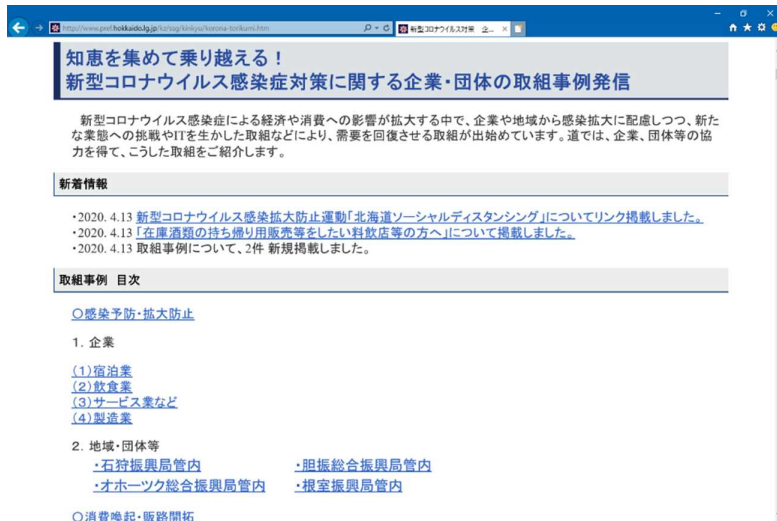 http://www.pref.hokkaido.lg.jp/kz/ssg/kinkyu/korona-torikumi.htm
新型コロナウイルス対策 企...
知恵を集めて乗り越える！
新型コロナウイルス感染症対策に関する企業・団体の取組事例発信
新型コロナウイルス感染症による経済や消費への影響が拡大する中で、企業や地域から感染拡大に配慮しつつ、新た
な業態への挑戦やITを生かした取組などにより、需要を回復させる取組が出始めています。道では、企業、団体等の協
力を得て、こうした取組をご紹介します。
新着情報
・2020. 4.13 新型コロナウイルス感染拡大防止運動「北海道ソーシャルディスタンシング」についてリンク掲載しました。
・2020. 4.13 「在庫酒類の持ち帰り用販売等をしたい料飲店等の方へ」について掲載しました。
・2020. 4.13 取組事例について、2件 新規掲載しました。
取組事例 目次
○感染予防・拡大防止
1. 企業
(1)宿泊業
(2)飲食業
(3)サービス業など
(4)製造業
2. 地域・団体等
・石狩振興局管内 ・胆振総合振興局管内
・オホーツク総合振興局管内 ・根室振興局管内
○消費喚起・販路開拓